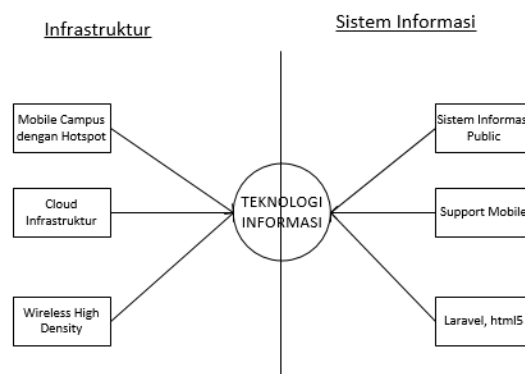 Infrastruktur
Sistem Informasi
Mobile Campus
dengan Hotspot
Cloud
Infrastruktur
Wireless High
Density
TEKNOLOGI
INFORMASI
Sistem Informas
Public
Support Mobile
Laravel, html5